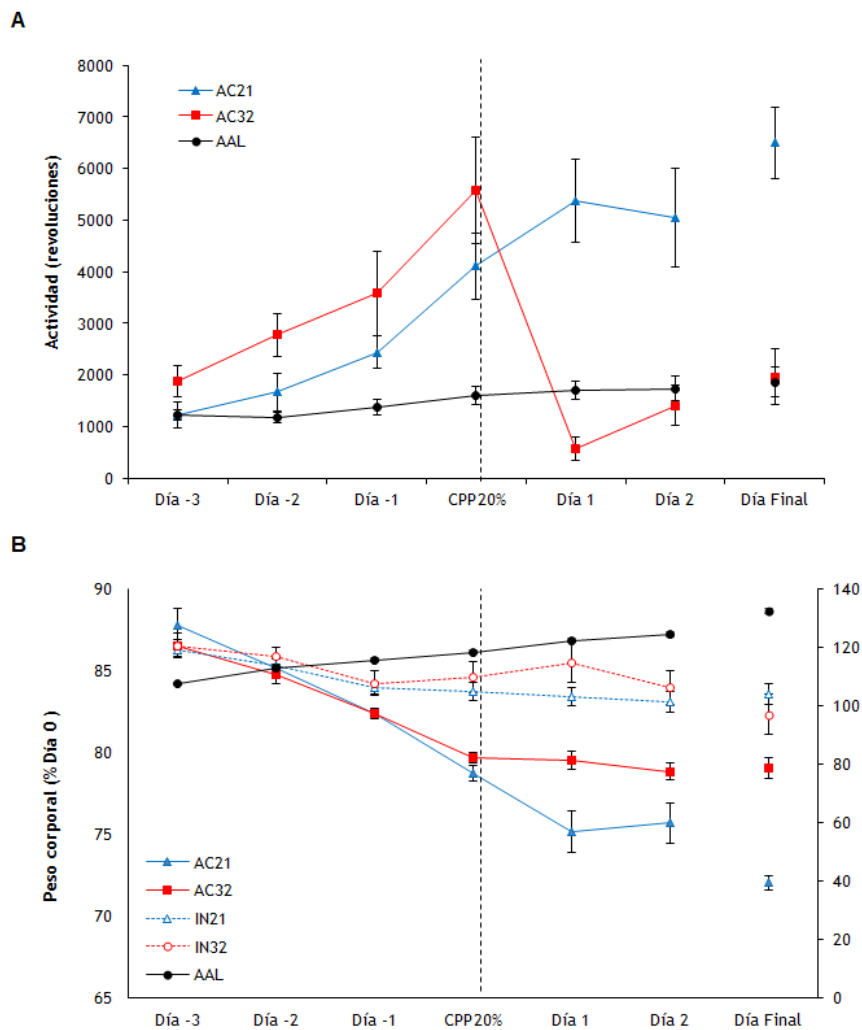 A
8000
7000
6000
5000
4000
3000
2000
1000
0
Actividad (revoluciones)
AC21
AC32
AAL
Día -3 Día -2 Día -1 CPP20% Día 1 Día 2 Día Final
B
90
85
80
75
70
65
Peso corporal (% Día 0 )
AC21
AC32
IN21
IN32
AAL
140
120
100
80
60
40
20
0
Día -3 Día -2 Día -1 CPP20% Día 1 Día 2 Día Final